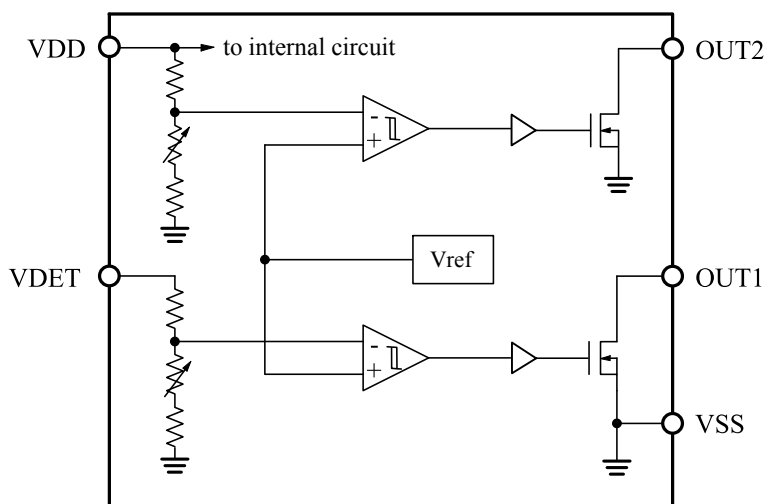 VDD
to internal circuit
OUT2
-
+
Vref
VDET
OUT1
-
+
VSS